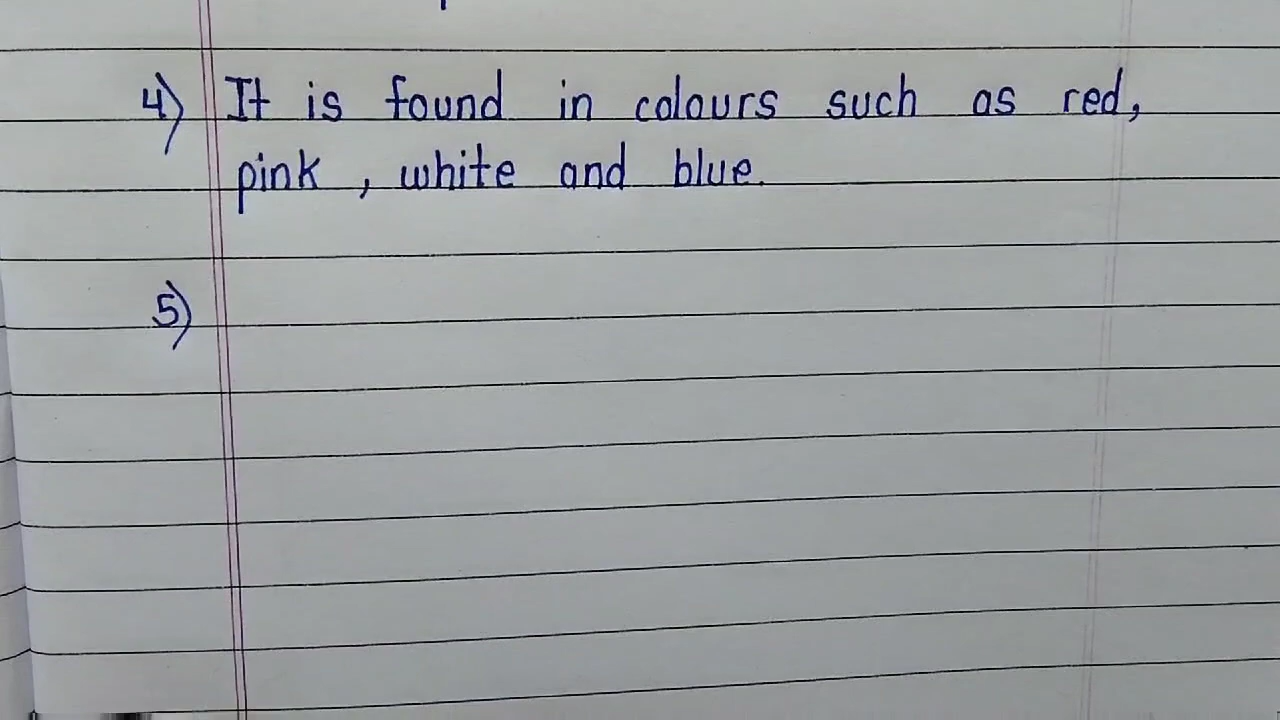 4) It is found in colours such as red,
pink, white and blue.
5)